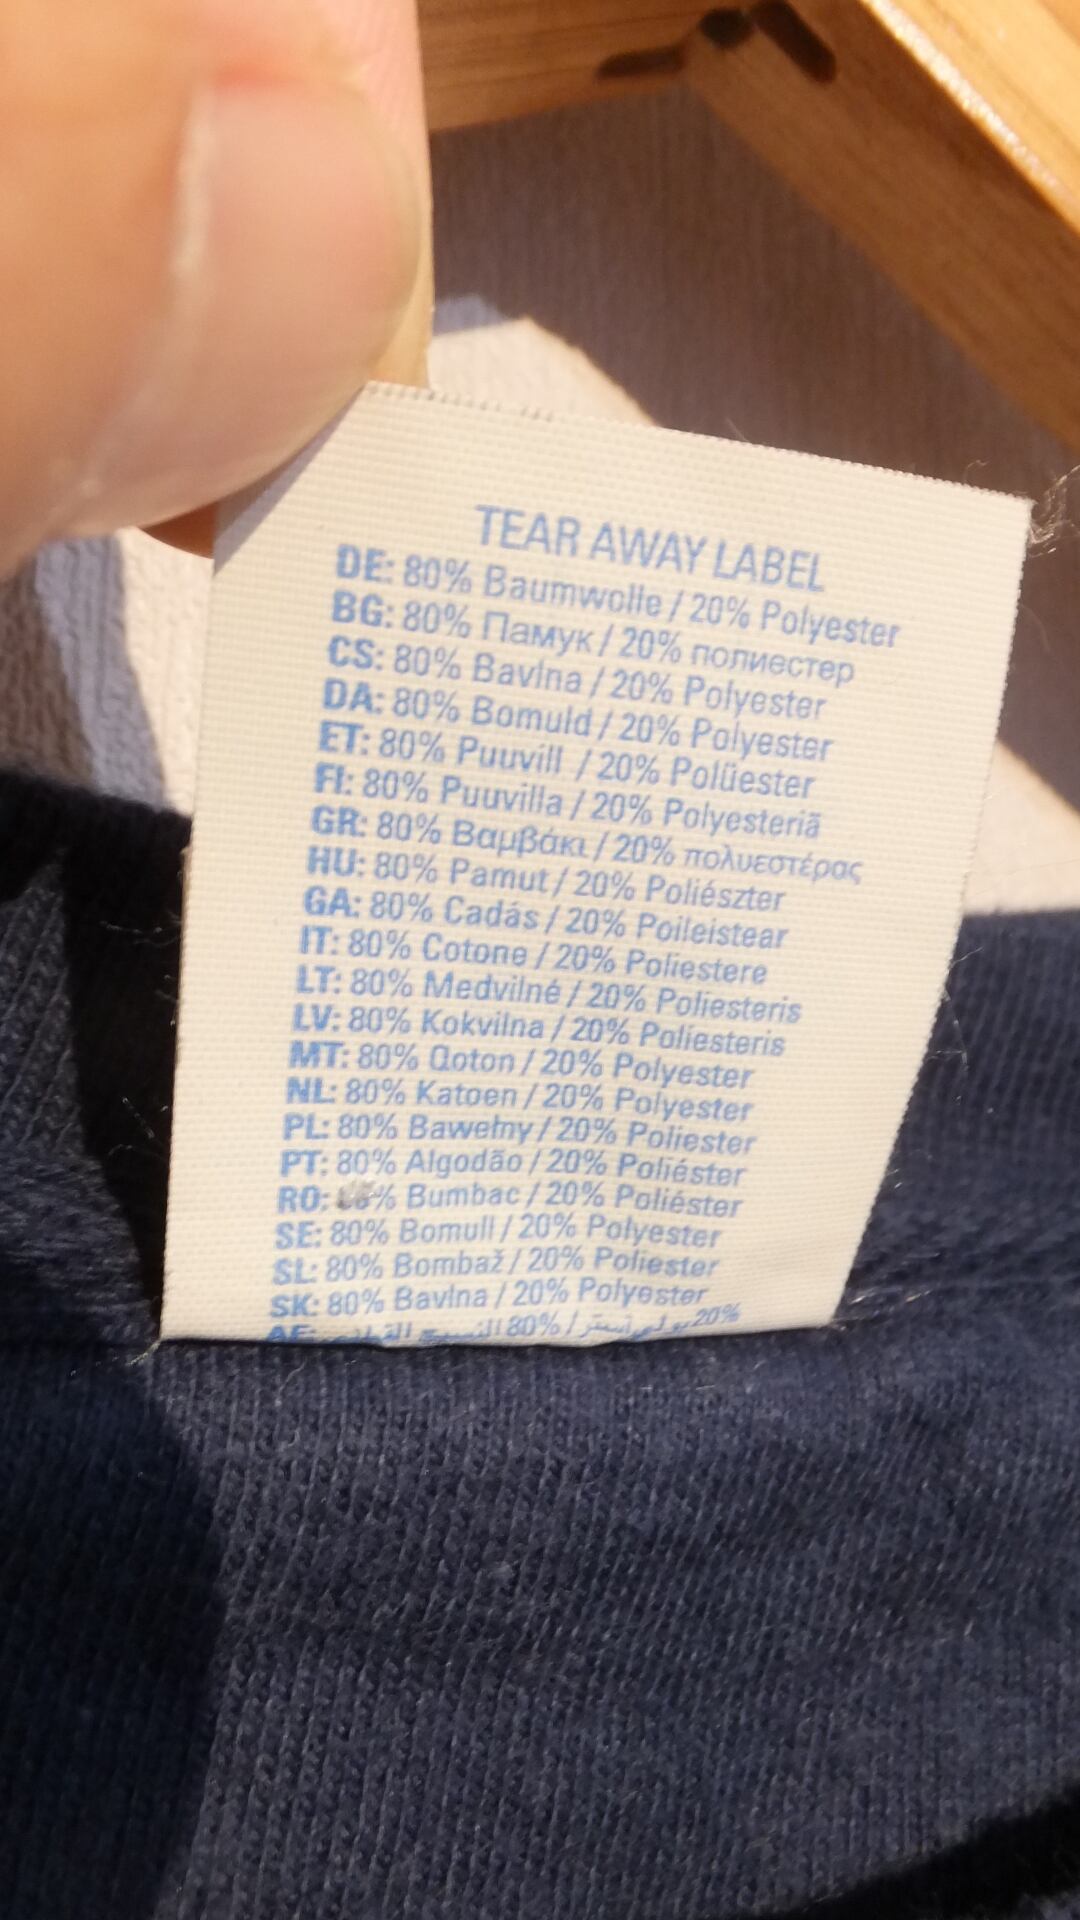 TEAR AWAY LABEL
DE: 80% Baumwolle / 20% Polyester
BG: 80% Памук / 20% полиестер
CS: 80% Bavlna / 20% Polyester
DA: 80% Bomuld / 20% Polyester
ET: 80% Puuvill / 20% Polüester
FI: 80% Puuvilla / 20% Polyesteriä
GR: 80% Βαμβάκι / 20% πολυεστέρας
HU: 80% Pamut / 20% Poliészter
GA: 80% Cadás / 20% Poileistear
IT: 80% Cotone / 20% Poliestere
LT: 80% Medvilné / 20% Poliesteris
LV: 80% Kokvilna / 20% Poliesteris
MT: 80% Qoton / 20% Polyester
NL: 80% Katoen / 20% Polyester
PL: 80% Bawełny / 20% Poliester
PT: 80% Algodão / 20% Poliéster
RO: % Bumbac / 20% Poliéster
SE: 80% Bomull / 20% Polyester
SL: 80% Bombaž / 20% Poliester
SK: 80% Bavlna / 20% Polyester
80% / 20%